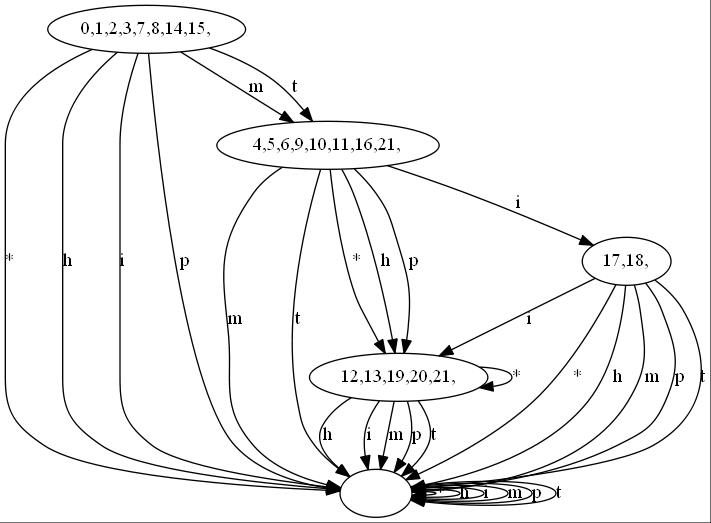 0,1,2,3,7,8,14,15,
m t
4,5,6,9,10,11,16,21,
i
* h i p * h p 17,18,
m t i
12,13,19,20,21, * * h m p t
h i m p t
* h i m p t